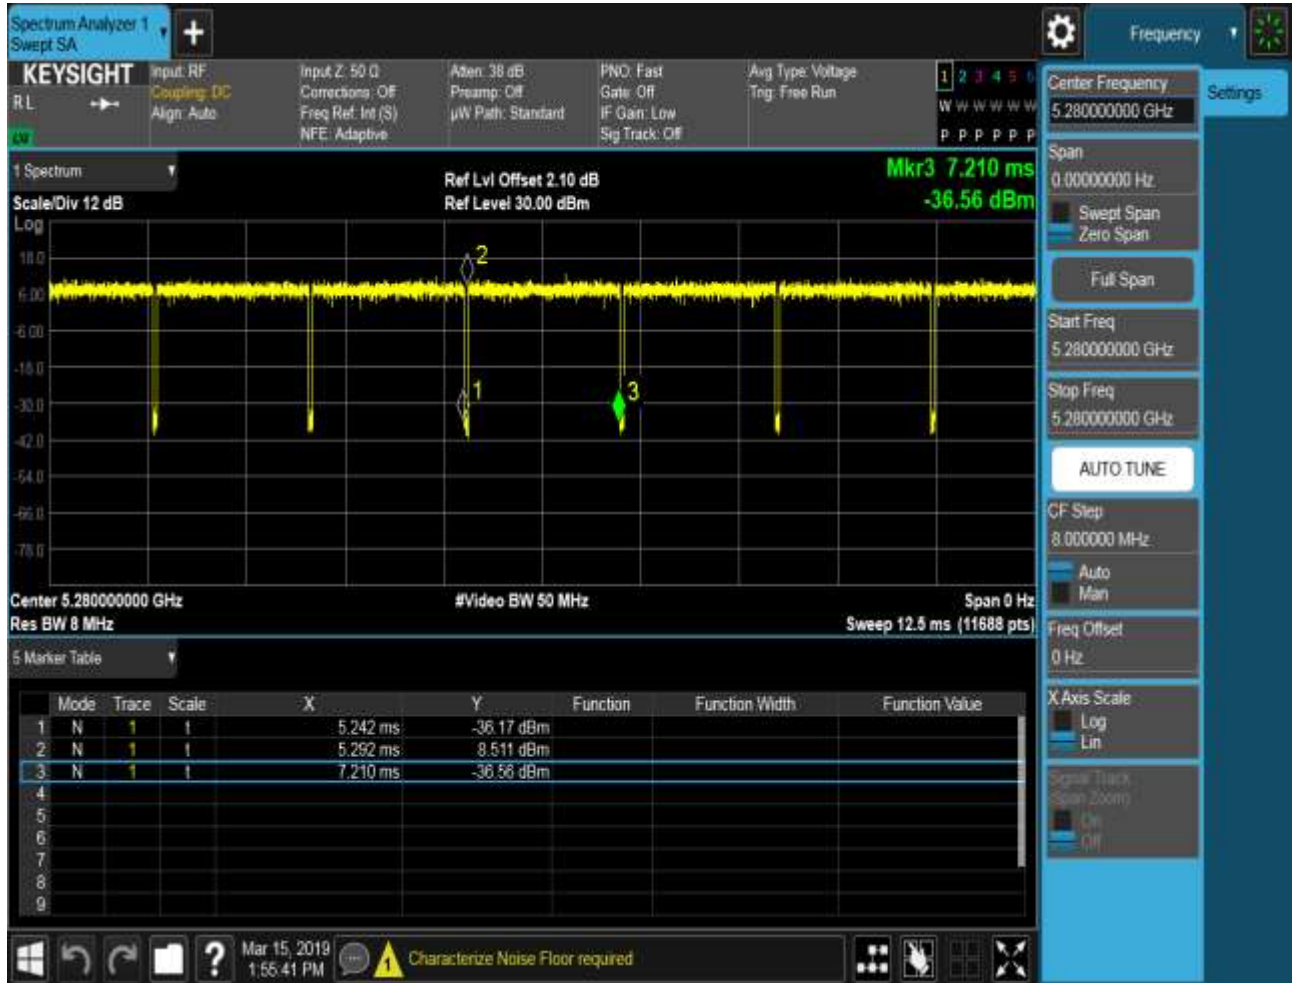 Spectrum Analyzer 1
Swept SA
+
Frequency
KEYSIGHT
RL
Input: RF
Coupling: DC
Align: Auto
Input Z: 50 Ω
Corrections: Off
Freq Ref: Int (S)
NFE: Adaptive
Atten: 38 dB
Preamp: Off
µW Path: Standard
PNO: Fast
Gate: Off
IF Gain: Low
Sig Track: Off
Avg Type: Voltage
Trig: Free Run
1 2 3 4 5 6
W W W W W W
P P P P P P
1 Spectrum
Scale/Div 12 dB
Log
Ref Lvl Offset 2.10 dB
Ref Level 30.00 dBm
Mkr3 7.210 ms
-36.56 dBm
18.0
6.00
-6.00
-18.0
-30.0
-42.0
-54.0
-66.0
-78.0
2
1
3
Center 5.280000000 GHz
#Video BW 50 MHz
Span 0 Hz
Res BW 8 MHz
Sweep 12.5 ms (11688 pts)
5 Marker Table
Mode Trace Scale X Y Function Function Width Function Value
1 N 1 t 5.242 ms -36.17 dBm
2 N 1 t 5.292 ms 8.511 dBm
3 N 1 t 7.210 ms -36.56 dBm
4
5
6
7
8
9
?
Mar 15, 2019
1:55:41 PM
1
Characterize Noise Floor required
Center Frequency
5.280000000 GHz
Settings
Span
0.00000000 Hz
Swept Span
Zero Span
Full Span
Start Freq
5.280000000 GHz
Stop Freq
5.280000000 GHz
AUTO TUNE
CF Step
8.000000 MHz
Auto
Man
Freq Offset
0 Hz
X Axis Scale
Log
Lin
Signal Track
(Span Zoom)
On
Off